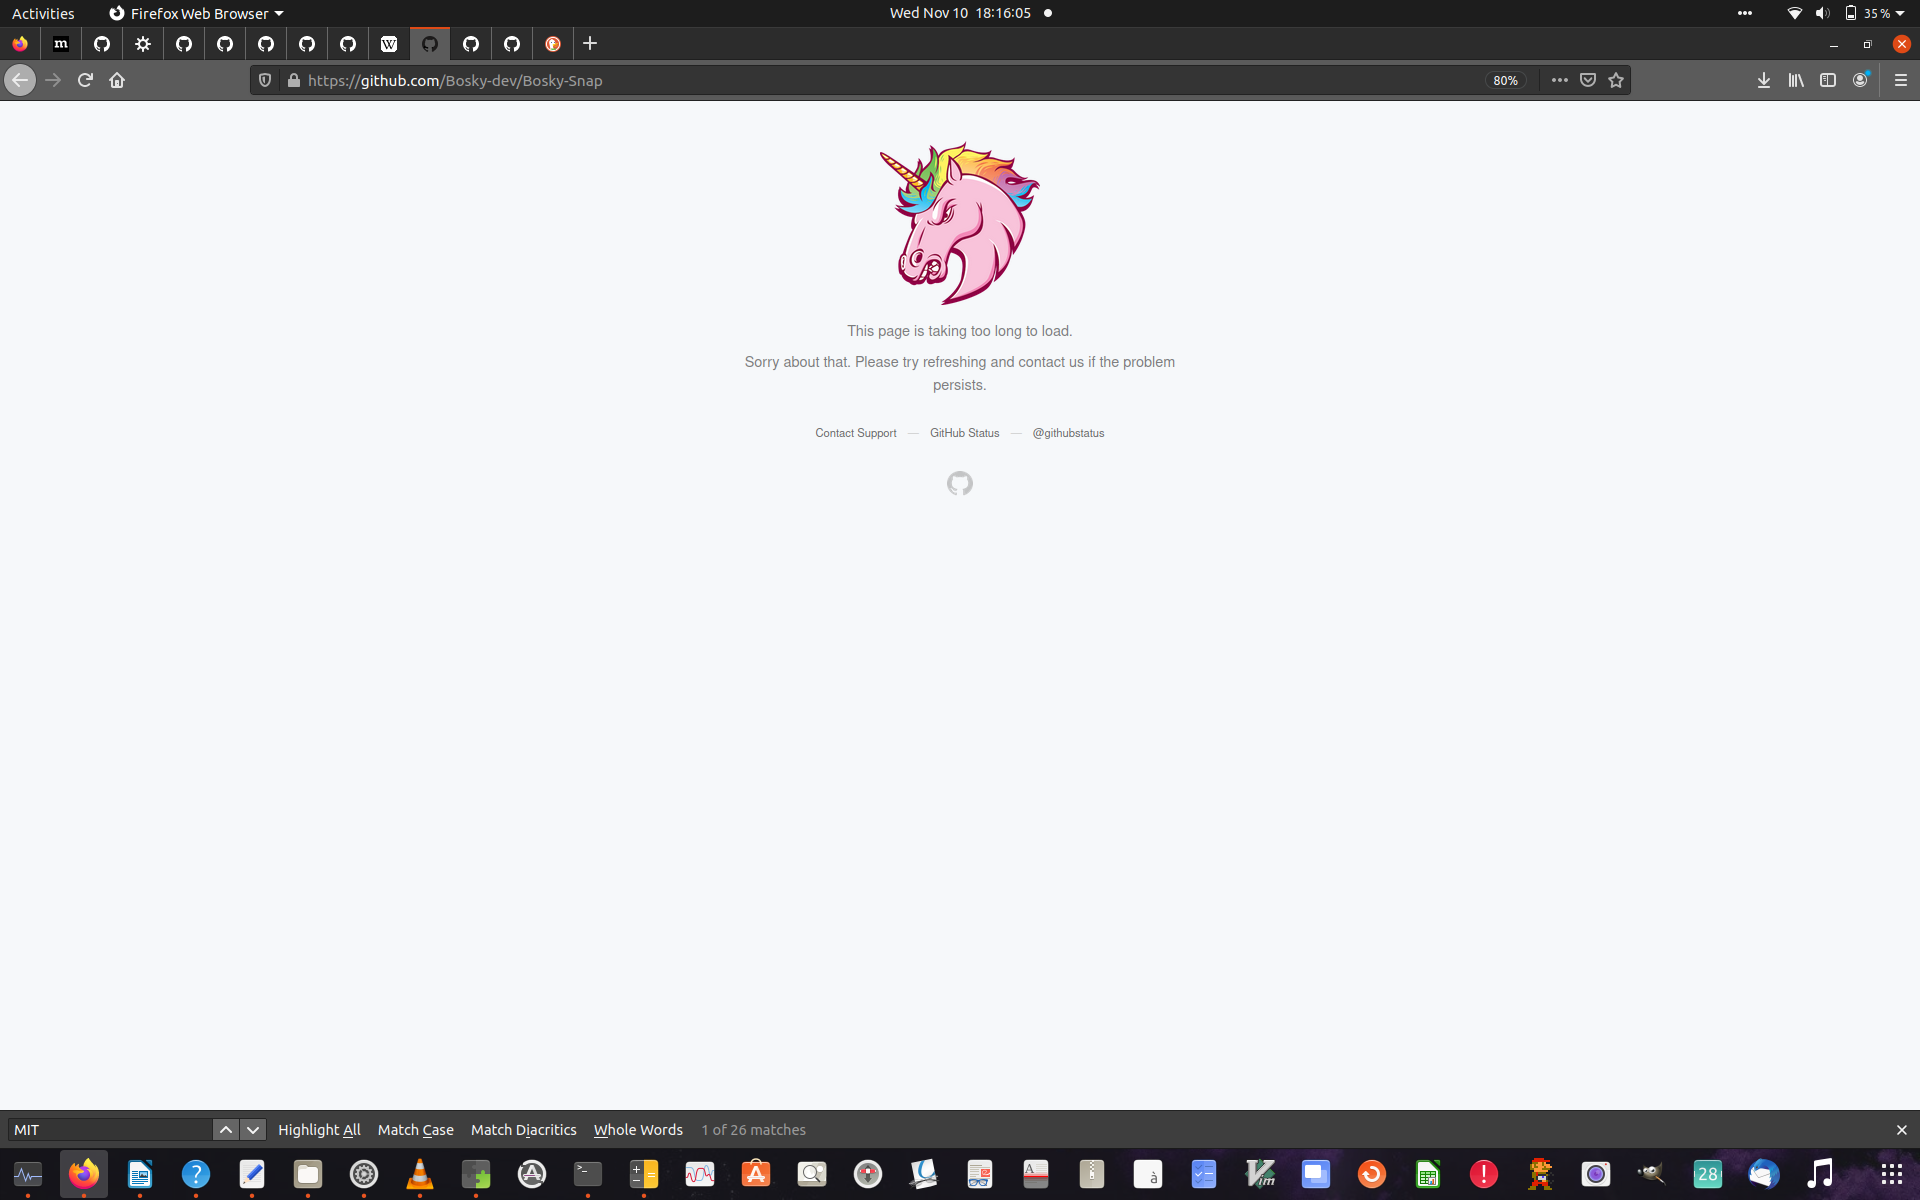 Activities
Firefox Web Browser
Wed Nov 10 18:16:05
35 %
m
W
https://github.com/Bosky-dev/Bosky-Snap
80%
This page is taking too long to load.
Sorry about that. Please try refreshing and contact us if the problem
persists.
Contact Support — GitHub Status — @githubstatus
MIT
Highlight All
Match Case
Match Diacritics
Whole Words
1 of 26 matches
?
>_
A
à
Vim
!
28